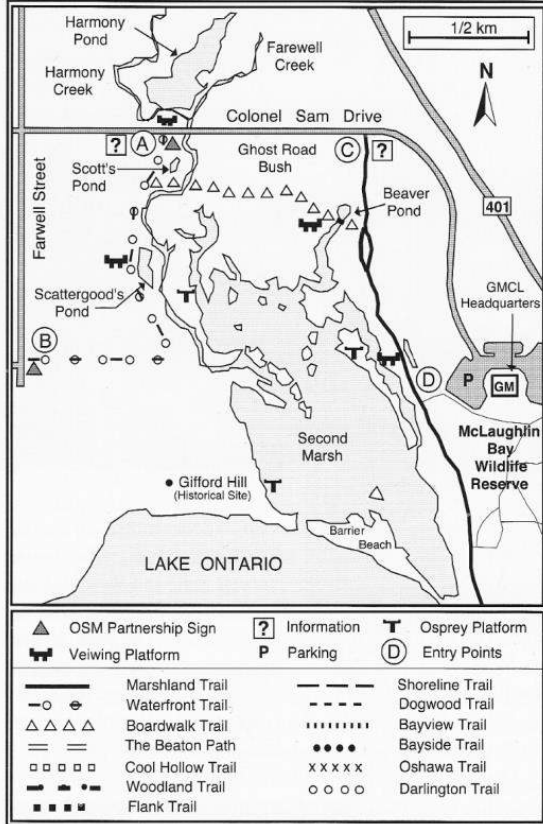 Harmony
Pond
1/2 km
Farewell
Creek
Harmony
Creek
N
Colonel Sam Drive
?
A
Ghost Road
Bush
C
?
Scott's
Pond
Farwell Street
Beaver
Pond
401
GMCL
Headquarters
Scattergood's
Pond
B
D
P
GM
McLaughlin
Bay
Wildlife
Reserve
Second
Marsh
Gifford Hill
(Historical Site)
Barrier
Beach
LAKE ONTARIO
OSM Partnership Sign
? Information
Osprey Platform
Veiwing Platform
P Parking
D Entry Points
Marshland Trail
Shoreline Trail
Waterfront Trail
Dogwood Trail
Boardwalk Trail
Bayview Trail
The Beaton Path
Bayside Trail
Cool Hollow Trail
Oshawa Trail
Woodland Trail
Darlington Trail
Flank Trail